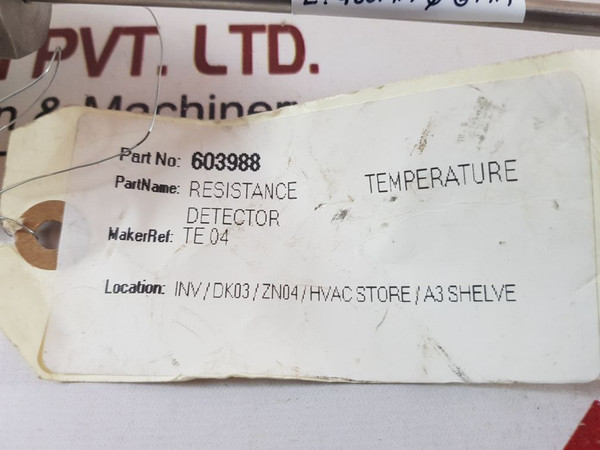 PVT. LTD.
& Machinery
Part No: 603988
PartName: RESISTANCE TEMPERATURE
DETECTOR
MakerRef: TE 04
Location: INV / DK03 / ZN04 / HVAC STORE / A3 SHELVE